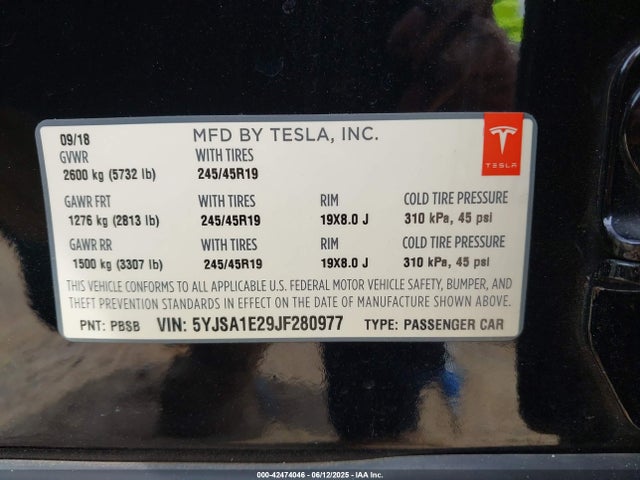 09/18 MFD BY TESLA, INC.
GVWR WITH TIRES
2600 kg (5732 lb) 245/45R19
TESLA
GAWR FRT WITH TIRES RIM COLD TIRE PRESSURE
1276 kg (2813 lb) 245/45R19 19X8.0 J 310 kPa, 45 psi
GAWR RR WITH TIRES RIM COLD TIRE PRESSURE
1500 kg (3307 lb) 245/45R19 19X8.0 J 310 kPa, 45 psi
THIS VEHICLE CONFORMS TO ALL APPLICABLE U.S. FEDERAL MOTOR VEHICLE SAFETY, BUMPER, AND
THEFT PREVENTION STANDARDS IN EFFECT ON THE DATE OF MANUFACTURE SHOWN ABOVE.
PNT: PBSB VIN: 5YJSA1E29JF280977 TYPE: PASSENGER CAR
000-42474046 - 06/12/2025 - IAA Inc.